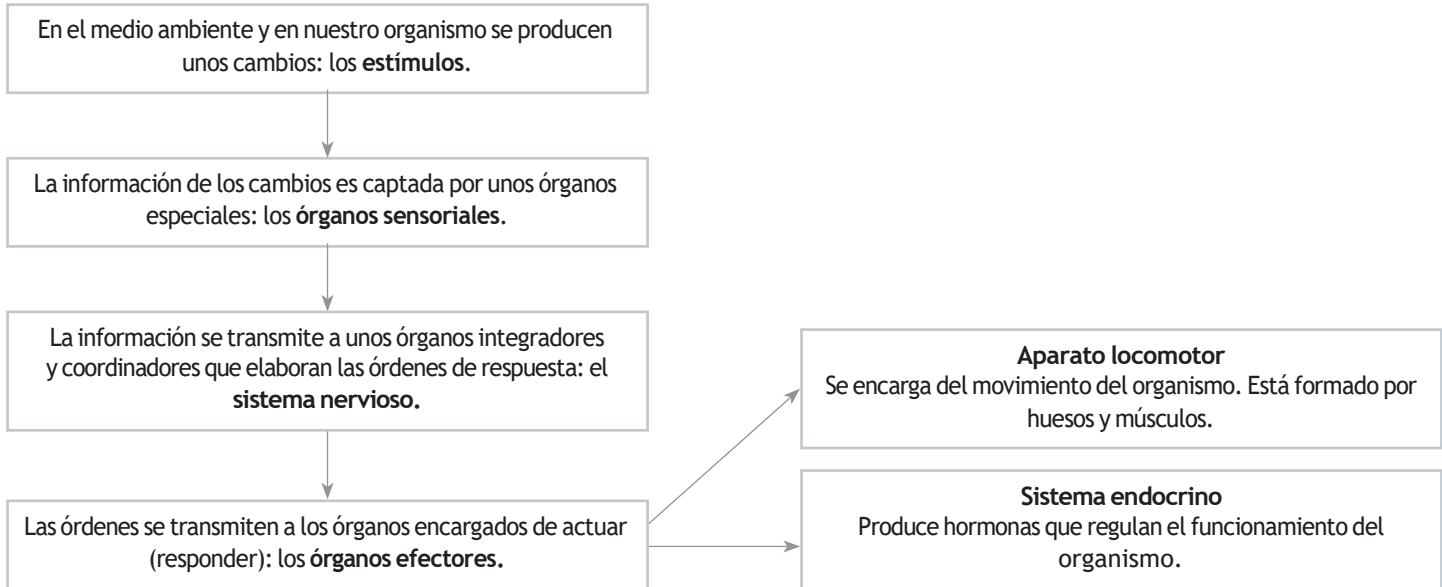 En el medio ambiente y en nuestro organismo se producen
unos cambios: los estímulos.
La información de los cambios es captada por unos órganos
especiales: los órganos sensoriales.
La información se transmite a unos órganos integradores
y coordinadores que elaboran las órdenes de respuesta: el
sistema nervioso.
Las órdenes se transmiten a los órganos encargados de actuar
(responder): los órganos efectores.
Aparato locomotor
Se encarga del movimiento del organismo. Está formado por
huesos y músculos.
Sistema endocrino
Produce hormonas que regulan el funcionamiento del
organismo.